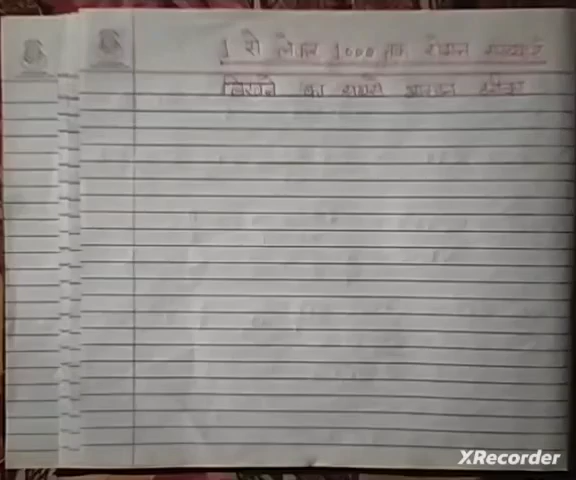 1 से लेकर 1000 तक रोमन संख्याएँ
लिखने का सबसे आसान तरीका
XRecorder